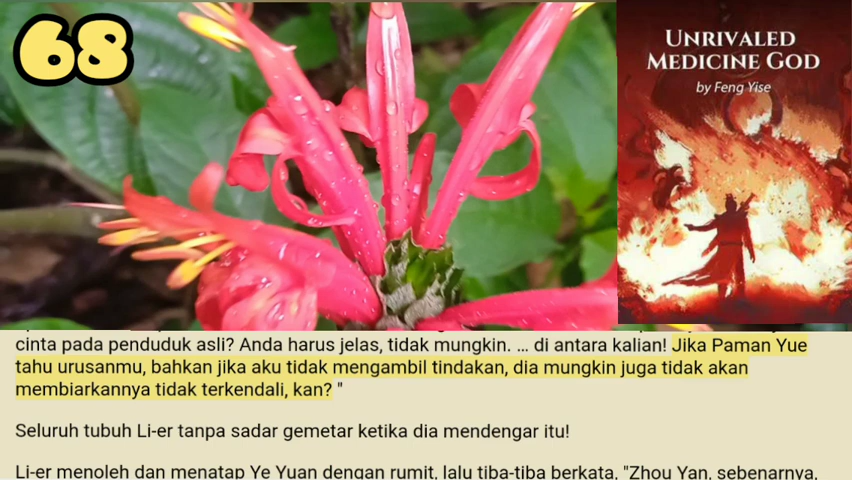 68
UNRIVALED
MEDICINE GOD
by Feng Yise
cinta pada penduduk asli? Anda harus jelas, tidak mungkin. ... di antara kalian! Jika Paman Yue
tahu urusanmu, bahkan jika aku tidak mengambil tindakan, dia mungkin juga tidak akan
membiarkannya tidak terkendali, kan? "
Seluruh tubuh Li-er tanpa sadar gemetar ketika dia mendengar itu!
Li-er menoleh dan menatap Ye Yuan dengan rumit, lalu tiba-tiba berkata, "Zhou Yan, sebenarnya,